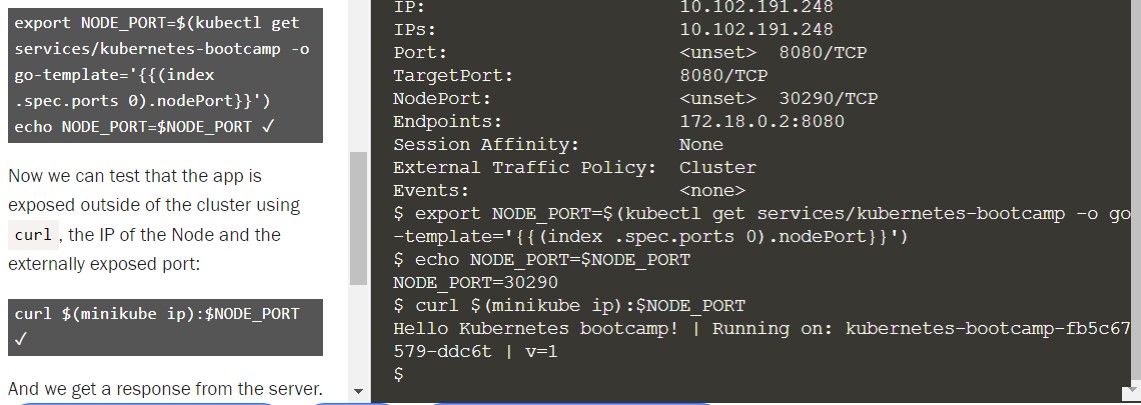 export NODE_PORT=$(kubectl get
services/kubernetes-bootcamp -o
go-template='{{(index
.spec.ports 0).nodePort}}')
echo NODE_PORT=$NODE_PORT ✓
Now we can test that the app is
exposed outside of the cluster using
curl, the IP of the Node and the
externally exposed port:
curl $(minikube ip):$NODE_PORT
✓
And we get a response from the server.
IP: 10.102.191.248
IPs: 10.102.191.248
Port: <unset> 8080/TCP
TargetPort: 8080/TCP
NodePort: <unset> 30290/TCP
Endpoints: 172.18.0.2:8080
Session Affinity: None
External Traffic Policy: Cluster
Events: <none>
$ export NODE_PORT=$(kubectl get services/kubernetes-bootcamp -o go
-template='{{(index .spec.ports 0).nodePort}}')
$ echo NODE_PORT=$NODE_PORT
NODE_PORT=30290
$ curl $(minikube ip):$NODE_PORT
Hello Kubernetes bootcamp! | Running on: kubernetes-bootcamp-fb5c67
579-ddc6t | v=1
$